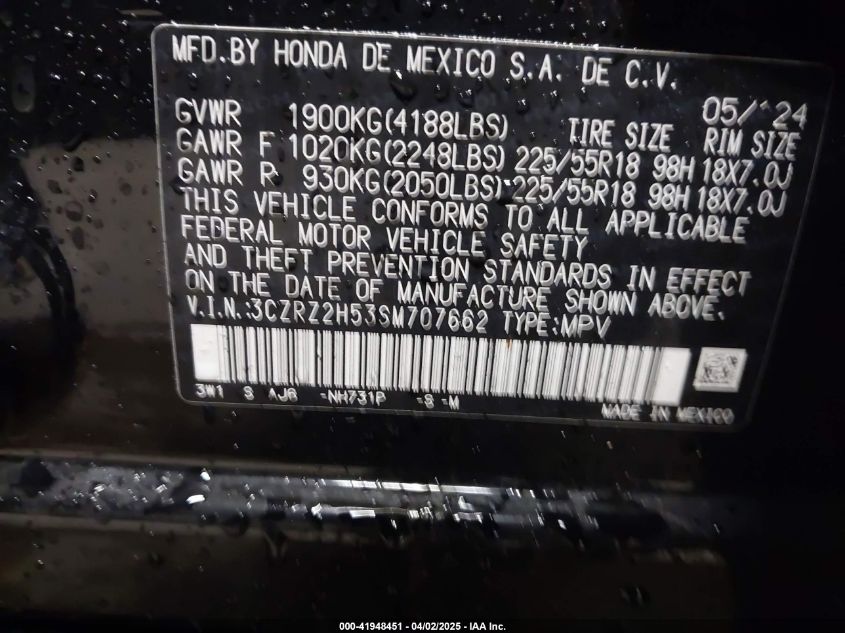 MFD.BY HONDA DE MEXICO S.A. DE C.V.
05/'24
GVWR 1900KG(4188LBS) TIRE SIZE RIM SIZE
GAWR F 1020KG(2248LBS) 225/55R18 98H 18X7.0J
GAWR R 930KG(2050LBS) 225/55R18 98H 18X7.0J
THIS VEHICLE CONFORMS TO ALL APPLICABLE
FEDERAL MOTOR VEHICLE SAFETY
AND THEFT PREVENTION STANDARDS IN EFFECT
ON THE DATE OF MANUFACTURE SHOWN ABOVE.
V.I.N.:3CZRZ2H53SM707662 TYPE:MPV
3W1 S AJ6 -NH731P -S -M
MADE IN MEXICO
000-41948451 - 04/02/2025 - IAA Inc.